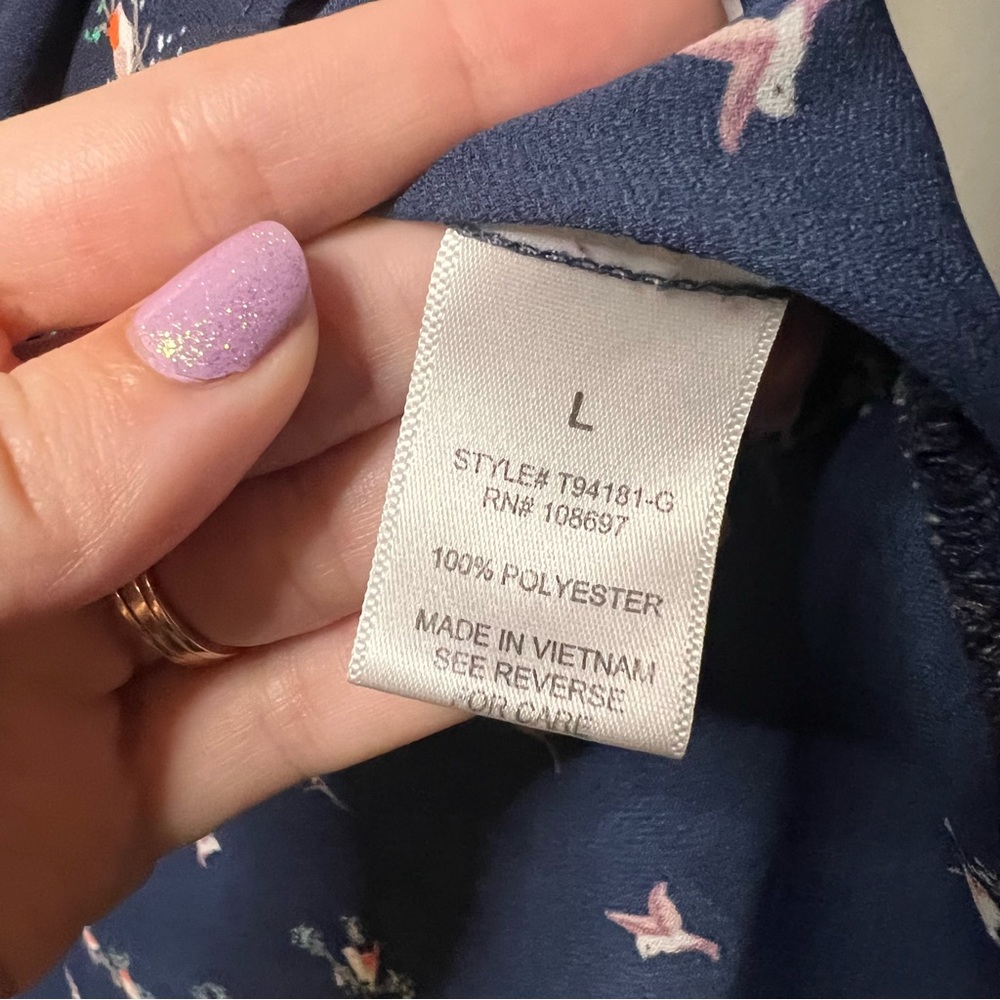 L
STYLE# T94181-G
RN# 108697
100% POLYESTER
MADE IN VIETNAM
SEE REVERSE
FOR CARE